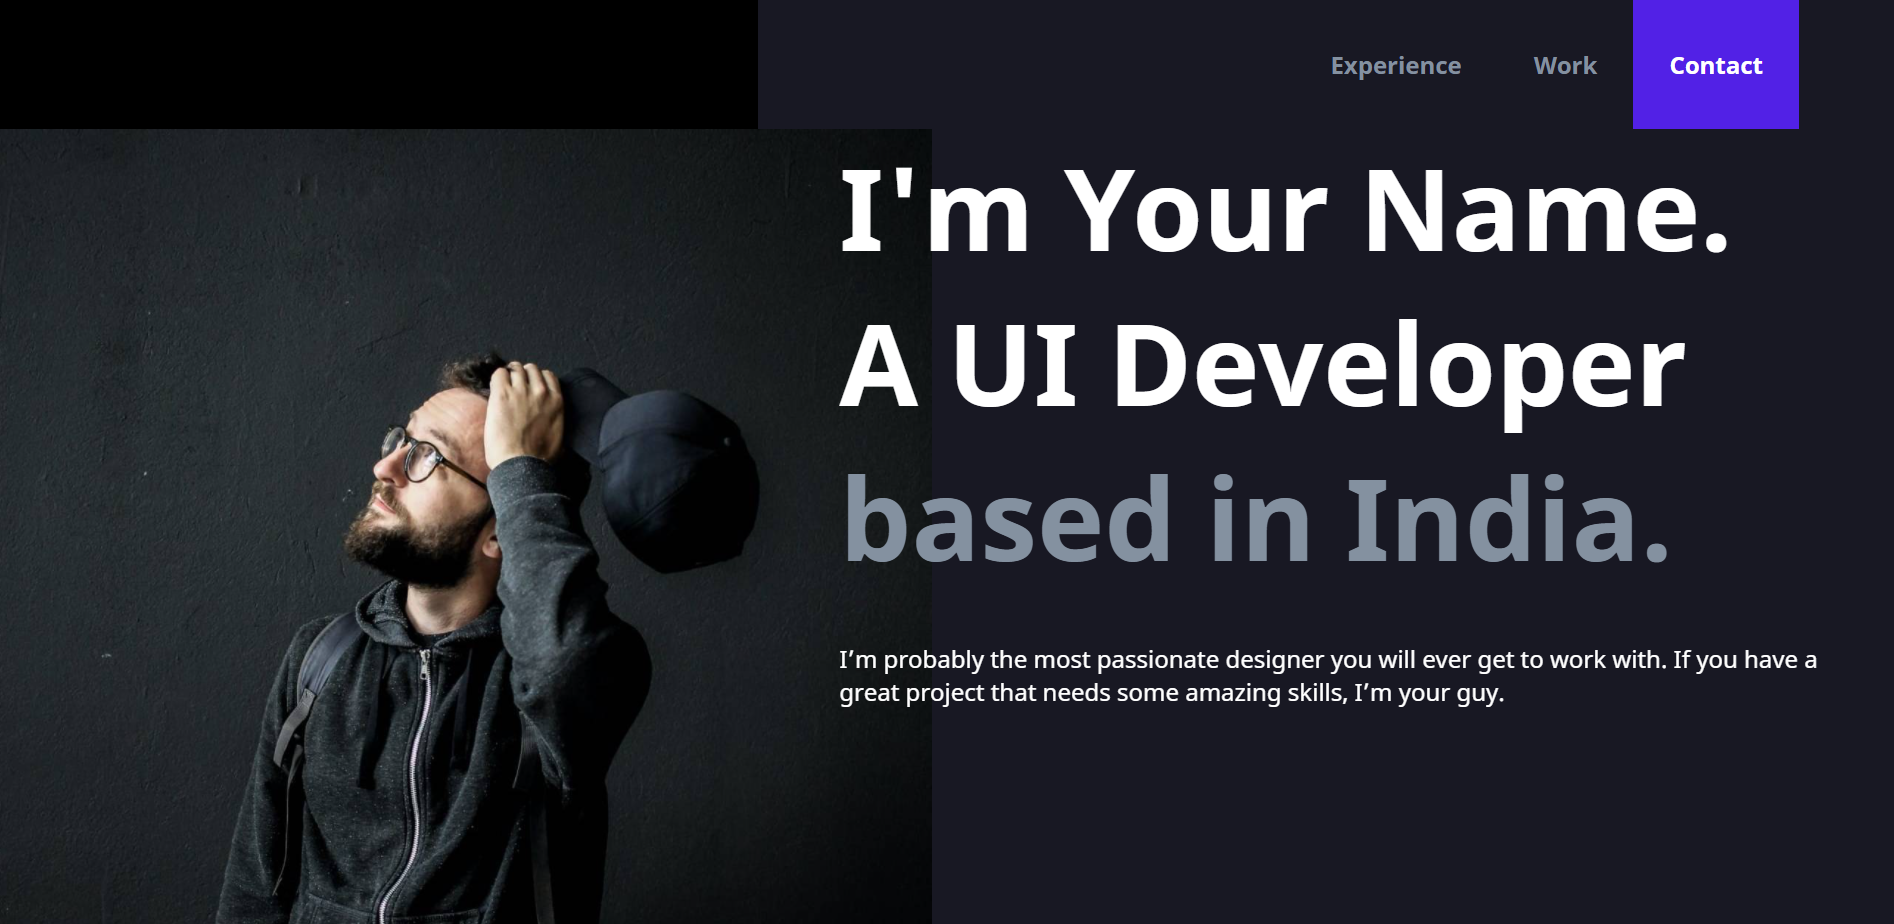 Experience Work Contact
I'm Your Name.
A UI Developer
based in India.
I’m probably the most passionate designer you will ever get to work with. If you have a
great project that needs some amazing skills, I’m your guy.